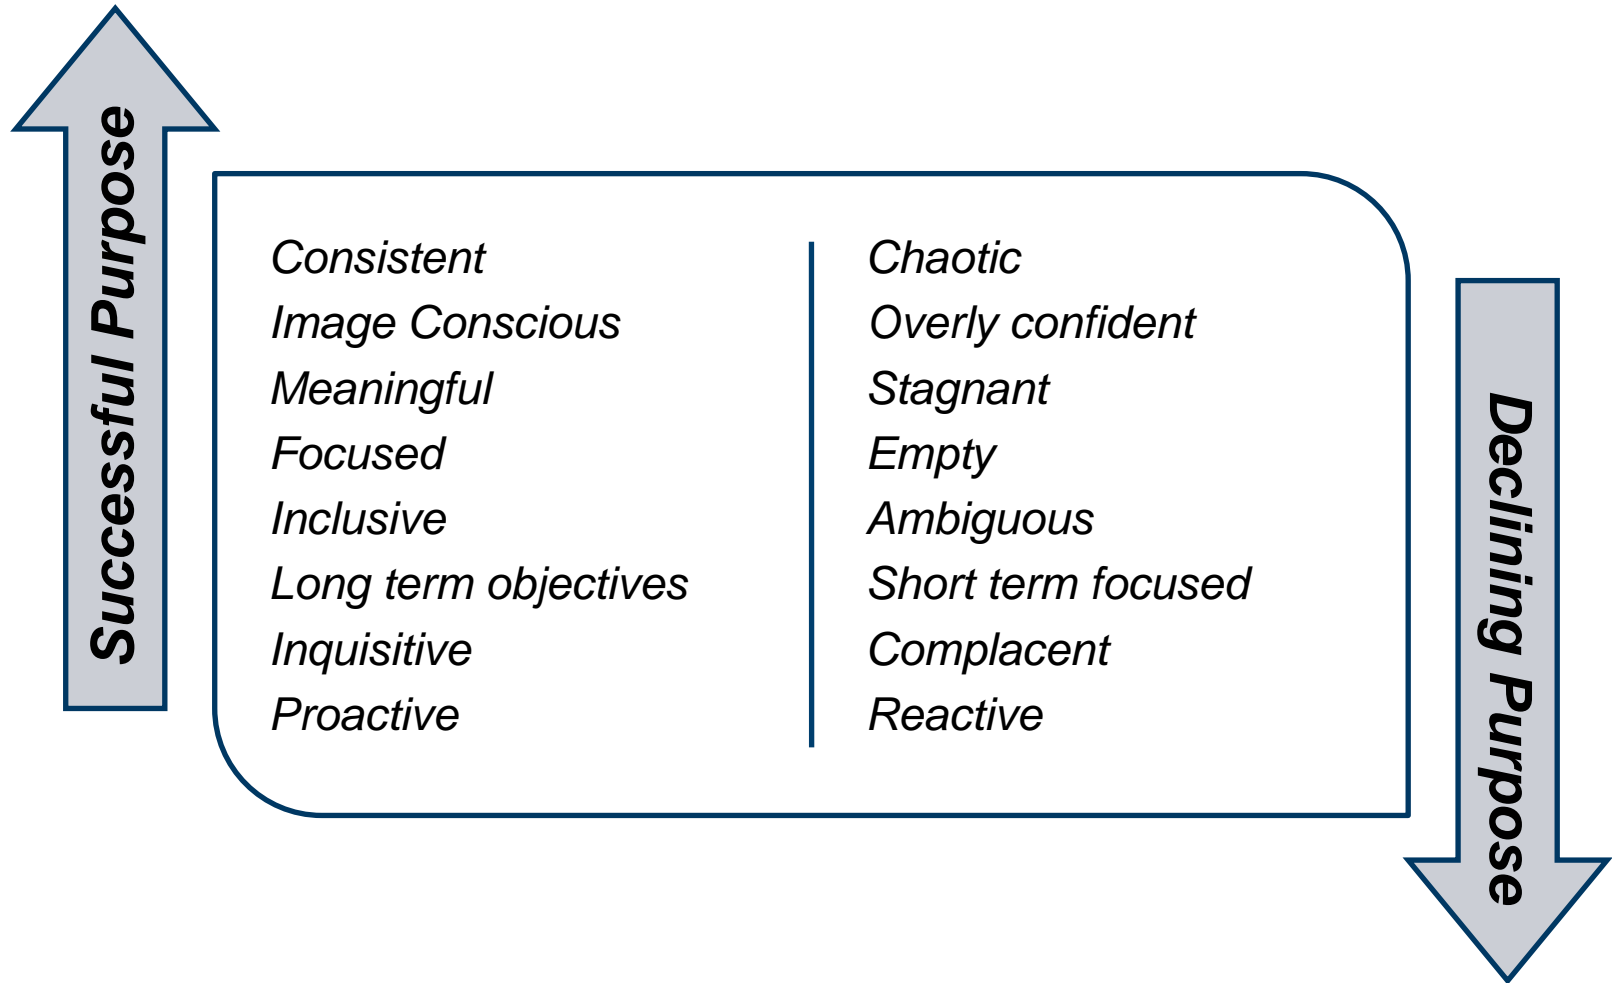 Successful Purpose
Consistent
Image Conscious
Meaningful
Focused
Inclusive
Long term objectives
Inquisitive
Proactive
Chaotic
Overly confident
Stagnant
Empty
Ambiguous
Short term focused
Complacent
Reactive
Declining Purpose